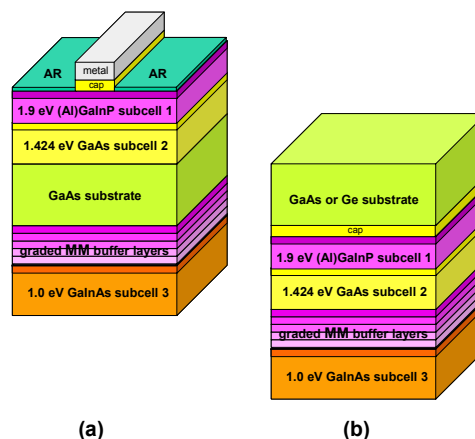 AR
metal
AR
cap
1.9 eV (Al)GaInP subcell 1
1.424 eV GaAs subcell 2
GaAs substrate
graded MM buffer layers
1.0 eV GaInAs subcell 3
(a)
GaAs or Ge substrate
cap
1.9 eV (Al)GaInP subcell 1
1.424 eV GaAs subcell 2
graded MM buffer layers
1.0 eV GaInAs subcell 3
(b)